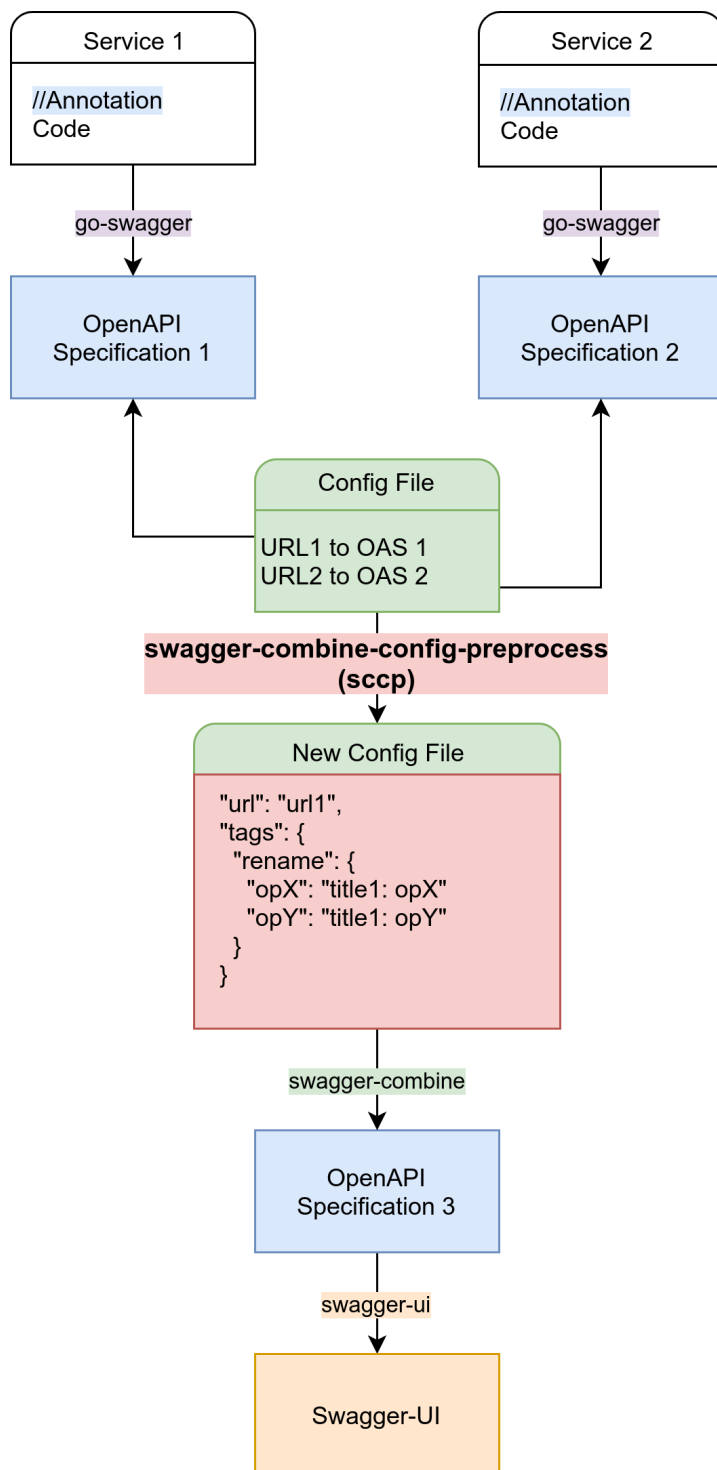 Service 1
Service 2
//Annotation
Code
//Annotation
Code
go-swagger
go-swagger
OpenAPI
Specification 1
OpenAPI
Specification 2
Config File
URL1 to OAS 1
URL2 to OAS 2
swagger-combine-config-preprocess
(sccp)
New Config File
"url": "url1",
"tags": {
"rename": {
"opX": "title1: opX"
"opY": "title1: opY"
}
}
swagger-combine
OpenAPI
Specification 3
swagger-ui
Swagger-UI